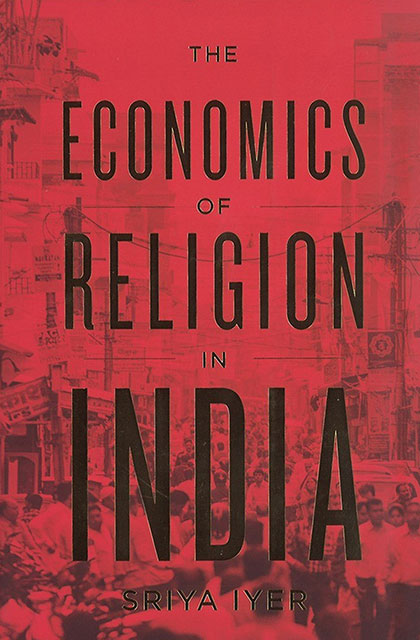 THE
ECONOMICS
OF
RELIGION
IN
INDIA
SRIYA IYER